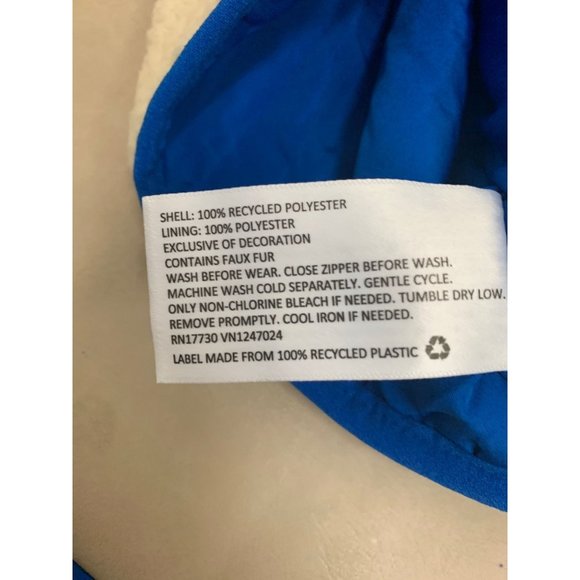 SHELL: 100% RECYCLED POLYESTER
LINING: 100% POLYESTER
EXCLUSIVE OF DECORATION
CONTAINS FAUX FUR
WASH BEFORE WEAR. CLOSE ZIPPER BEFORE WASH.
MACHINE WASH COLD SEPARATELY. GENTLE CYCLE.
ONLY NON-CHLORINE BLEACH IF NEEDED. TUMBLE DRY LOW.
REMOVE PROMPTLY. COOL IRON IF NEEDED.
RN17730 VN1247024
LABEL MADE FROM 100% RECYCLED PLASTIC